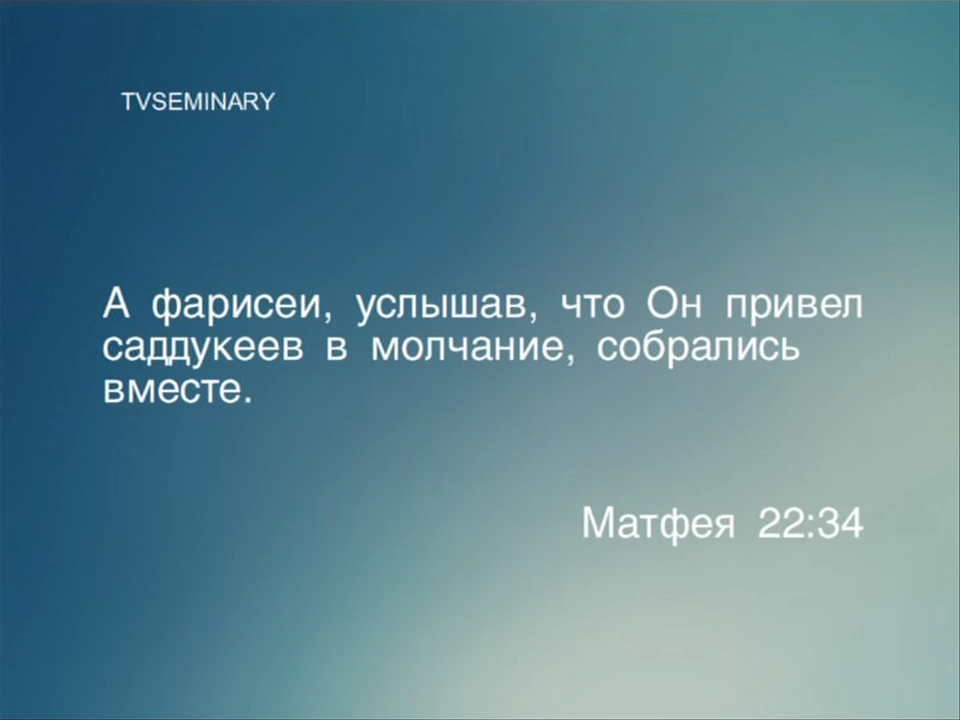 TVSEMINARY
А фарисеи, услышав, что Он привел
саддукеев в молчание, собрались
вместе.
Матфея 22:34